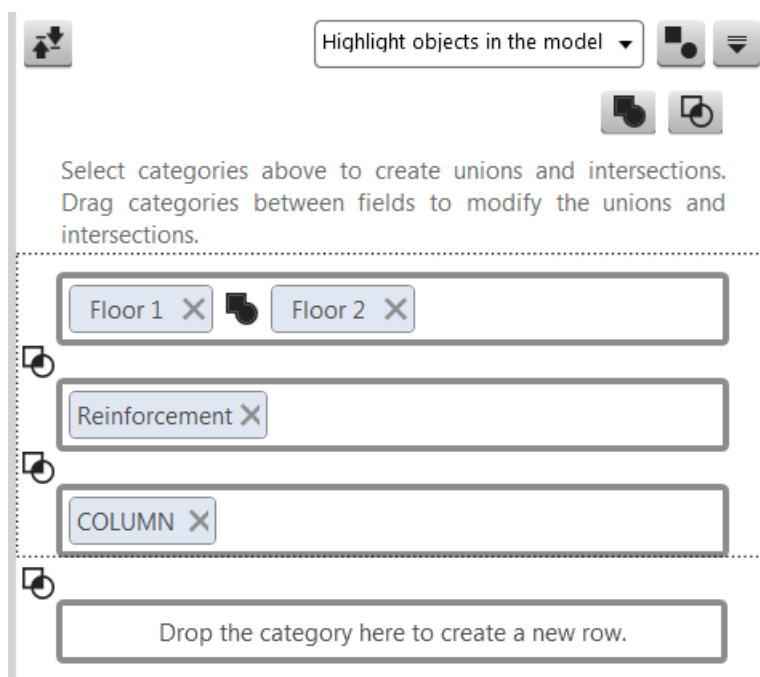 Highlight objects in the model
Select categories above to create unions and intersections.
Drag categories between fields to modify the unions and
intersections.
Floor 1 Floor 2
Reinforcement
COLUMN
Drop the category here to create a new row.